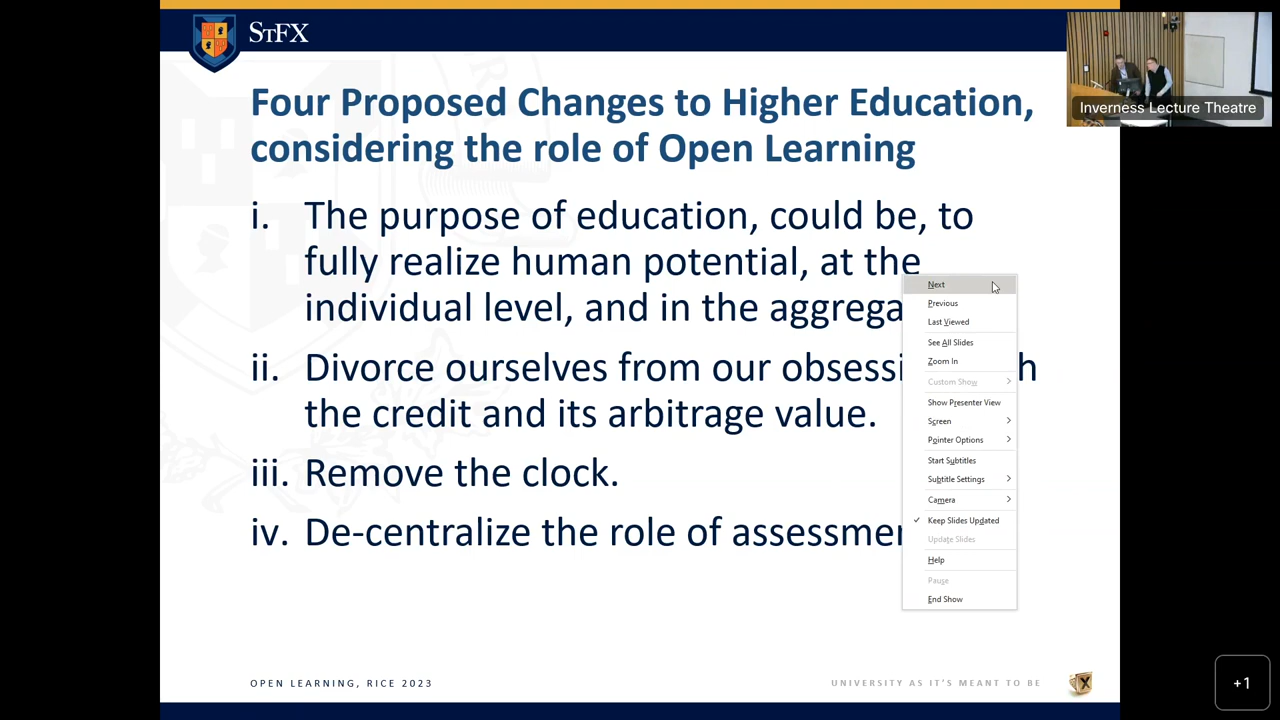 STFX
Four Proposed Changes to Higher Education,
considering the role of Open Learning
i. The purpose of education, could be, to
fully realize human potential, at the
individual level, and in the aggrega
ii. Divorce ourselves from our obsessi h
the credit and its arbitrage value.
iii. Remove the clock.
iv. De-centralize the role of assessmen
Next
Previous
Last Viewed
See All Slides
Zoom In
Custom Show
Show Presenter View
Screen
Pointer Options
Start Subtitles
Subtitle Settings
Camera
Keep Slides Updated
Update Slides
Help
Pause
End Show
OPEN LEARNING, RICE 2023
UNIVERSITY AS IT'S MEANT TO BE
X
Inverness Lecture Theatre
+1